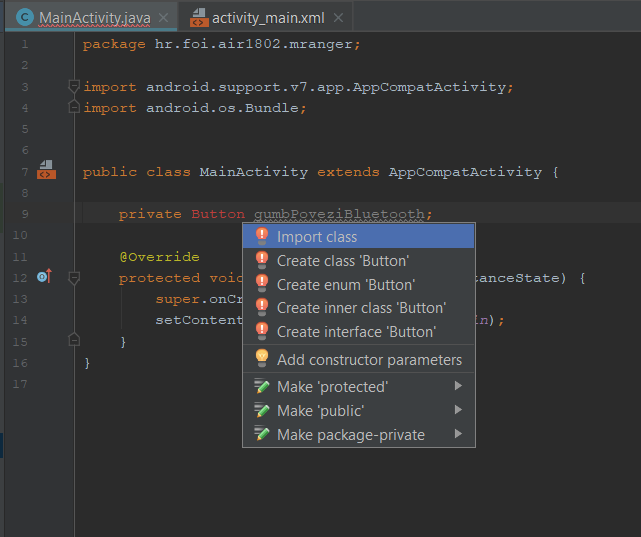 MainActivity.java
activity_main.xml
1 package hr.foi.air1802.mranger;
2
3 import android.support.v7.app.AppCompatActivity;
4 import android.os.Bundle;
5
6
7 public class MainActivity extends AppCompatActivity {
8
9 private Button gumbPoveziBluetooth;
10
11 @Override
12 protected void tanceState) {
13 super.onCr
14 setContent in);
15 }
16 }
17
Import class
Create class 'Button'
Create enum 'Button'
Create inner class 'Button'
Create interface 'Button'
Add constructor parameters
Make 'protected'
Make 'public'
Make package-private